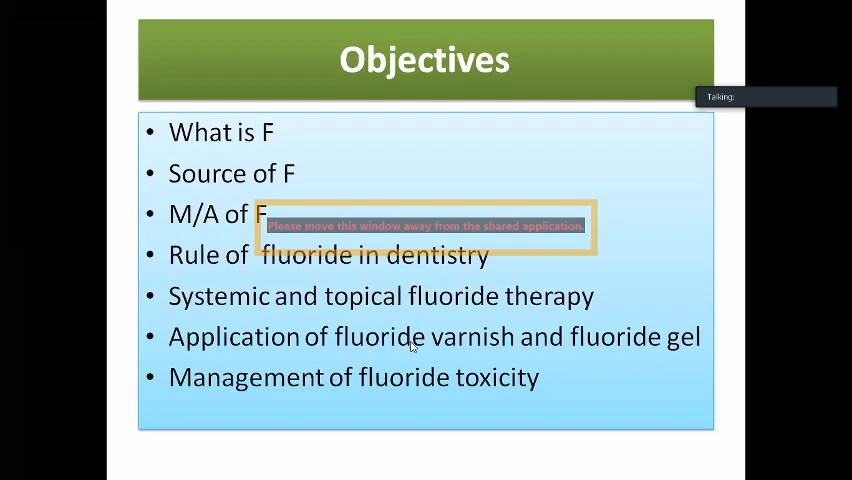 Objectives
Talking:
• What is F
• Source of F
• M/A of F
Please move this window away from the shared application.
• Rule of fluoride in dentistry
• Systemic and topical fluoride therapy
• Application of fluoride varnish and fluoride gel
• Management of fluoride toxicity